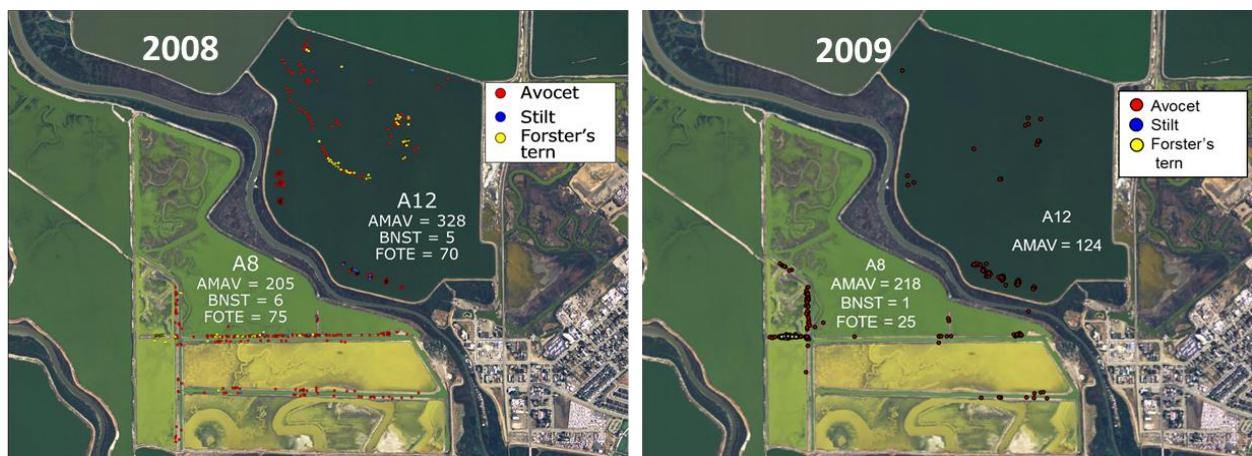 2008
Avocet
Stilt
Forster's
tern
A12
AMAV = 328
BNST = 5
FOTE = 70
A8
AMAV = 205
BNST = 6
FOTE = 75
2009
Avocet
Stilt
Forster's
tern
A12
AMAV = 124
A8
AMAV = 218
BNST = 1
FOTE = 25